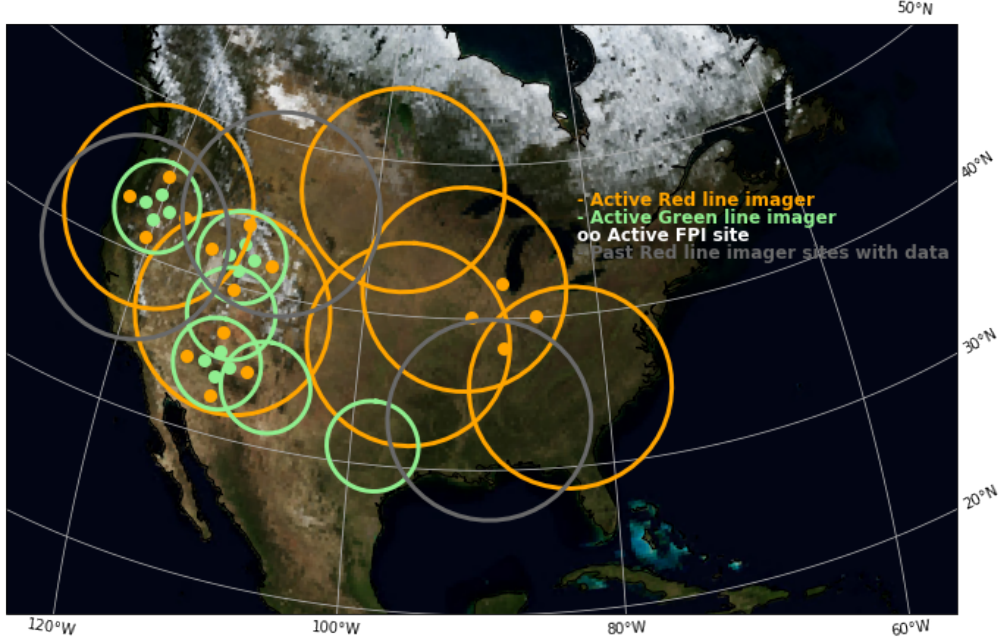 50°N
40°N
- Active Red line imager
- Active Green line imager
oo Active FPI site
- Past Red line imager sites with data
30°N
20°N
120°W
100°W
80°W
60°W